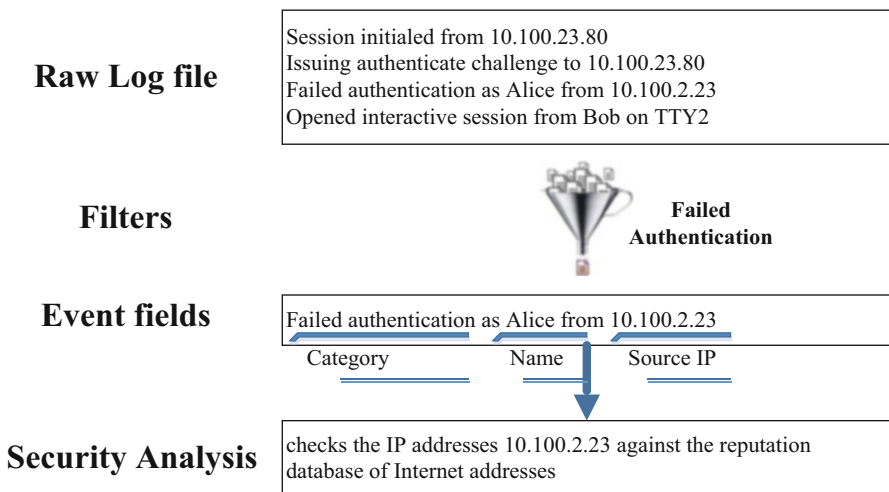 Raw Log file
Session initialed from 10.100.23.80
Issuing authenticate challenge to 10.100.23.80
Failed authentication as Alice from 10.100.2.23
Opened interactive session from Bob on TTY2
Filters
Failed
Authentication
Event fields
Failed authentication as Alice from 10.100.2.23
Category Name Source IP
Security Analysis
checks the IP addresses 10.100.2.23 against the reputation
database of Internet addresses